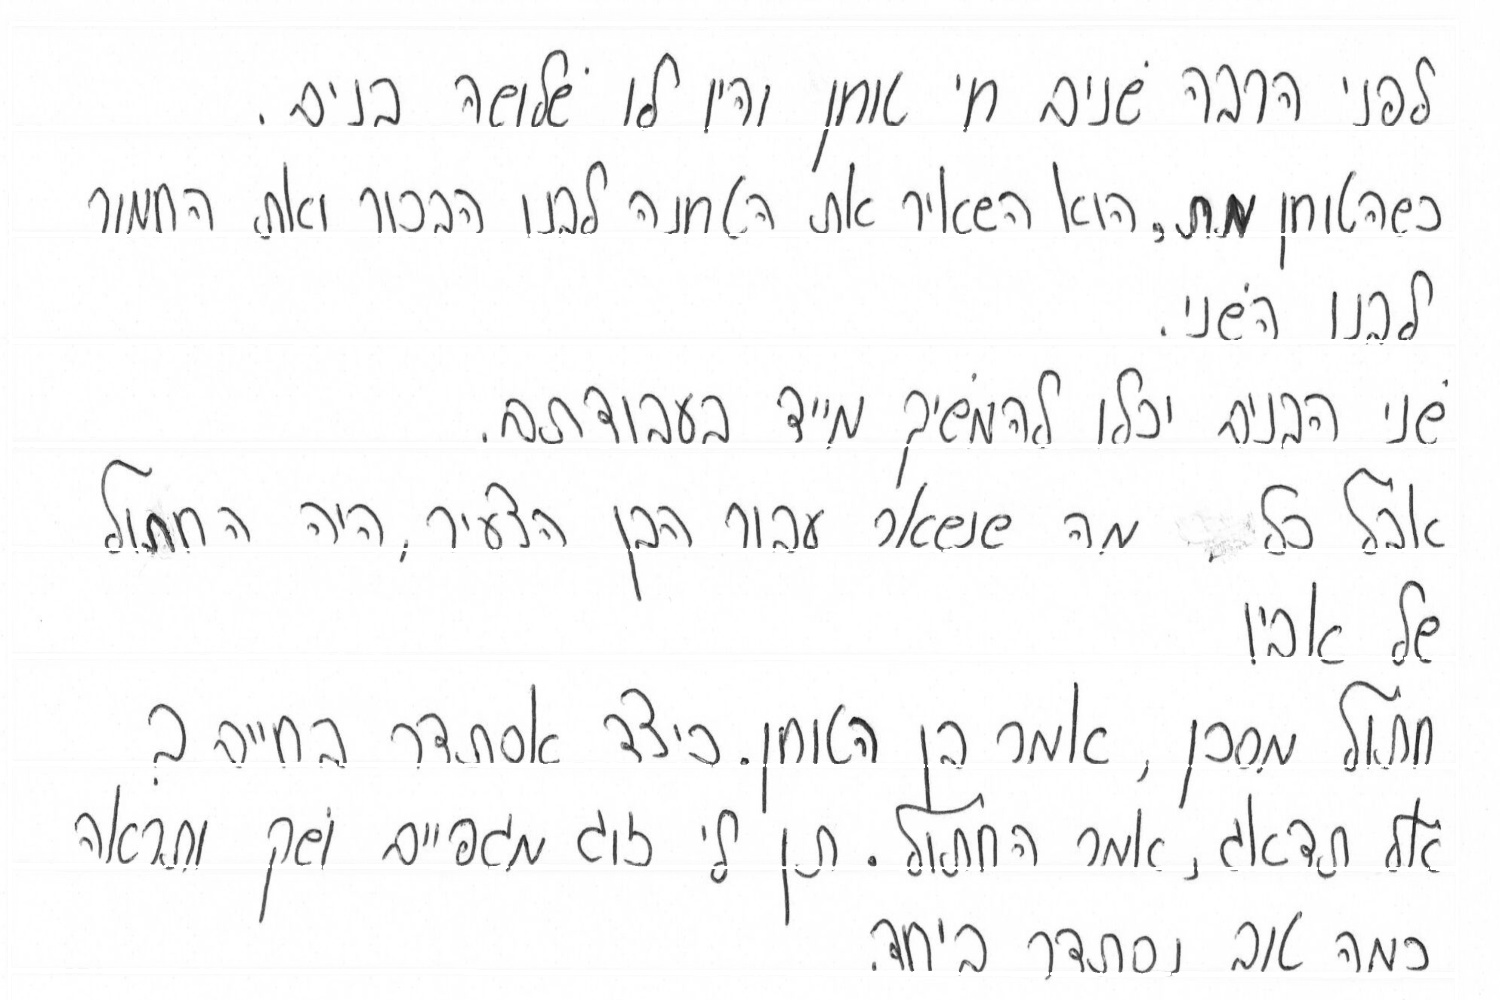 לפני הרבה שנים חי טוחן והיו לו שלושה בנים.
כשהטוחן מת, הוא השאיר את הטחנה לבנו הבכור ואת החמור
לבנו השני.
שני הבנים יכלו להמשיך מייד בעבודתם.
אבל כל מה שנשאר עבור הבן הצעיר, היה החתול
של אביו
חתול מסכן, אמר בן הטוחן. כיצד אסתדר בחיים ?
אל תדאג, אמר החתול. תן לי זוג מגפיים ושק ותראה
כמה טוב נסתדר ביחד.